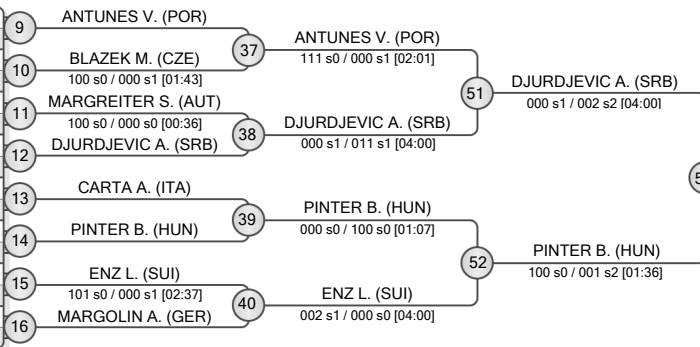 9 ANTUNES V. (POR)
37 ANTUNES V. (POR)
111 s0 / 000 s1 [02:01]
10 BLAZEK M. (CZE)
100 s0 / 000 s1 [01:43]
51 DJURDJEVIC A. (SRB)
000 s1 / 002 s2 [04:00]
11 MARGREITER S. (AUT)
100 s0 / 000 s0 [00:36]
38 DJURDJEVIC A. (SRB)
000 s1 / 011 s1 [04:00]
12 DJURDJEVIC A. (SRB)
13 CARTA A. (ITA)
39 PINTER B. (HUN)
000 s0 / 100 s0 [01:07]
14 PINTER B. (HUN)
52 PINTER B. (HUN)
100 s0 / 001 s2 [01:36]
15 ENZ L. (SUI)
101 s0 / 000 s1 [02:37]
40 ENZ L. (SUI)
002 s1 / 000 s0 [04:00]
16 MARGOLIN A. (GER)